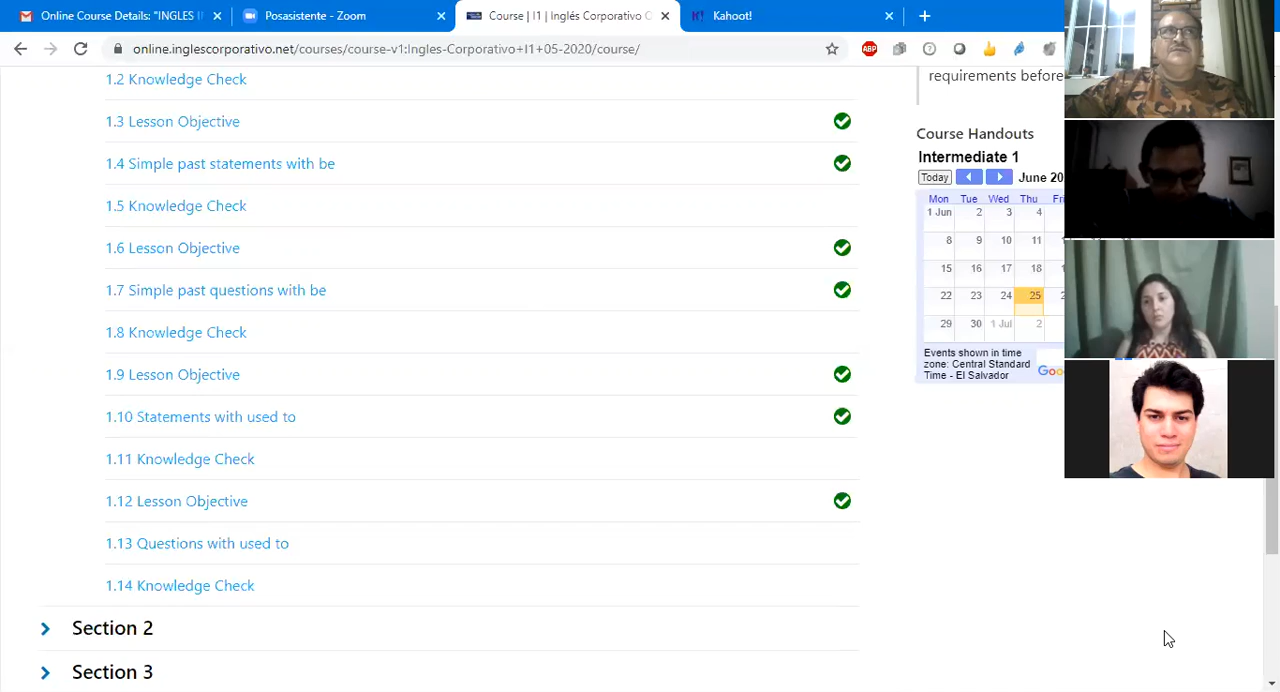 Online Course Details: "INGLES I
Posasistente - Zoom
Course | I1 | Inglés Corporativo O
Kahoot!
online.inglescorporativo.net/courses/course-v1:Ingles-Corporativo+I1+05-2020/course/
ABP
1.2 Knowledge Check
1.3 Lesson Objective
1.4 Simple past statements with be
1.5 Knowledge Check
1.6 Lesson Objective
1.7 Simple past questions with be
1.8 Knowledge Check
1.9 Lesson Objective
1.10 Statements with used to
1.11 Knowledge Check
1.12 Lesson Objective
1.13 Questions with used to
1.14 Knowledge Check
Section 2
Section 3
requirements before
Course Handouts
Intermediate 1
Today June 20
Mon Tue Wed Thu Fri
1 Jun 2 3 4
8 9 10 11
15 16 17 18 1
22 23 24 25 2
29 30 1 Jul 2
Events shown in time
zone: Central Standard
Time - El Salvador
Goo